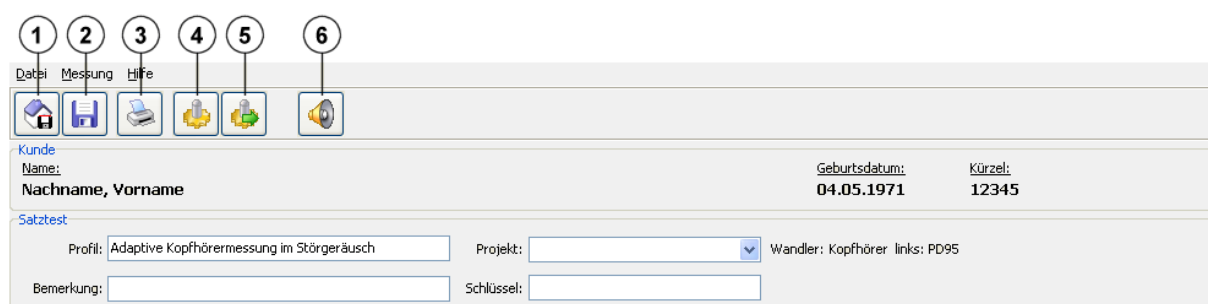 1 2 3 4 5 6
Datei Messung Hilfe
Kunde
Name: Geburtsdatum: Kürzel:
Nachname, Vorname 04.05.1971 12345
Satztest
Profil: Adaptive Kopfhörermessung im Störgeräusch Projekt: Wandler: Kopfhörer links: PD95
Bemerkung: Schlüssel: